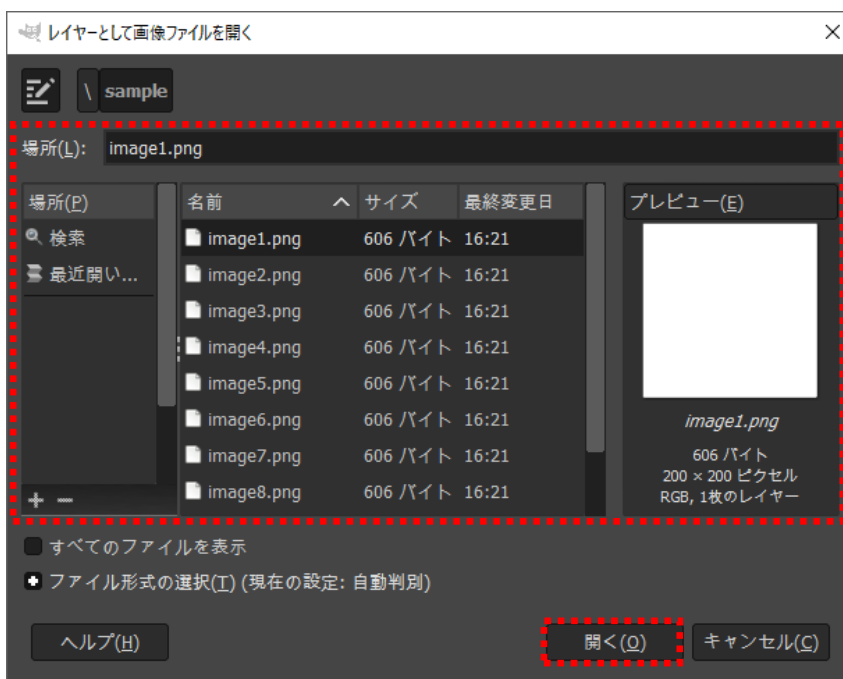 レイヤーとして画像ファイルを開く
\ sample
場所(L): image1.png
場所(P)
検索
最近開い...
名前 サイズ 最終変更日
image1.png 606 バイト 16:21
image2.png 606 バイト 16:21
image3.png 606 バイト 16:21
image4.png 606 バイト 16:21
image5.png 606 バイト 16:21
image6.png 606 バイト 16:21
image7.png 606 バイト 16:21
image8.png 606 バイト 16:21
プレビュー(E)
image1.png
606 バイト
200 × 200 ピクセル
RGB, 1枚のレイヤー
すべてのファイルを表示
ファイル形式の選択(T) (現在の設定: 自動判別)
ヘルプ(H) 開く(O) キャンセル(C)